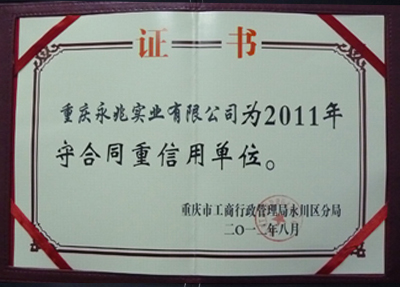 证书
重庆永兆实业有限公司为2011年
守合同重信用单位。
重庆市工商行政管理局永川区分局
二〇一二年八月